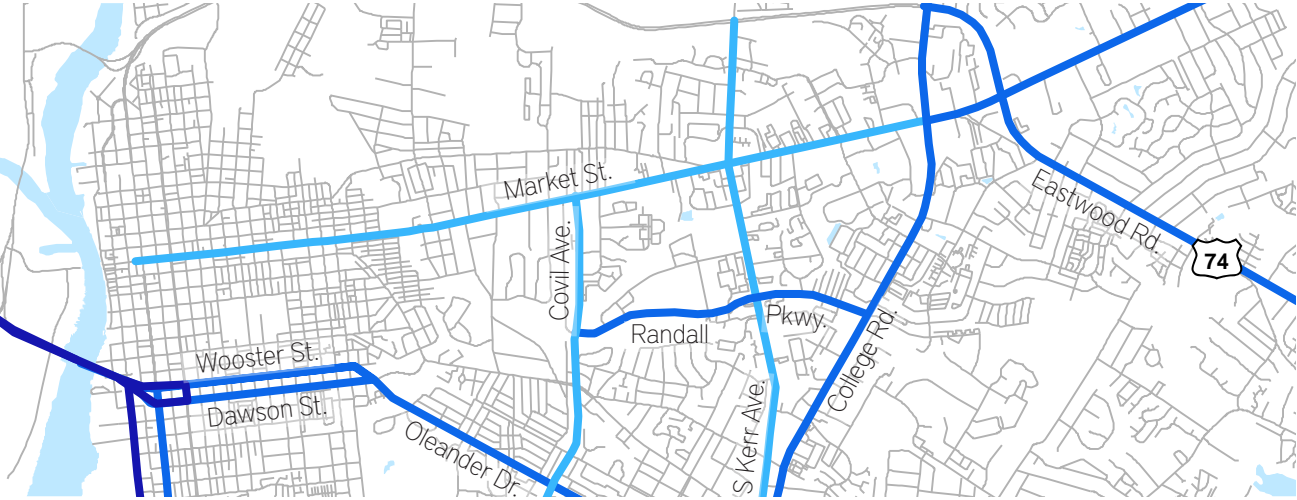 Market St.
Eastwood Rd.
74
Covil Ave.
Randall
Pkwy.
College Rd.
Wooster St.
Dawson St.
Oleander Dr.
S Kerr Ave.